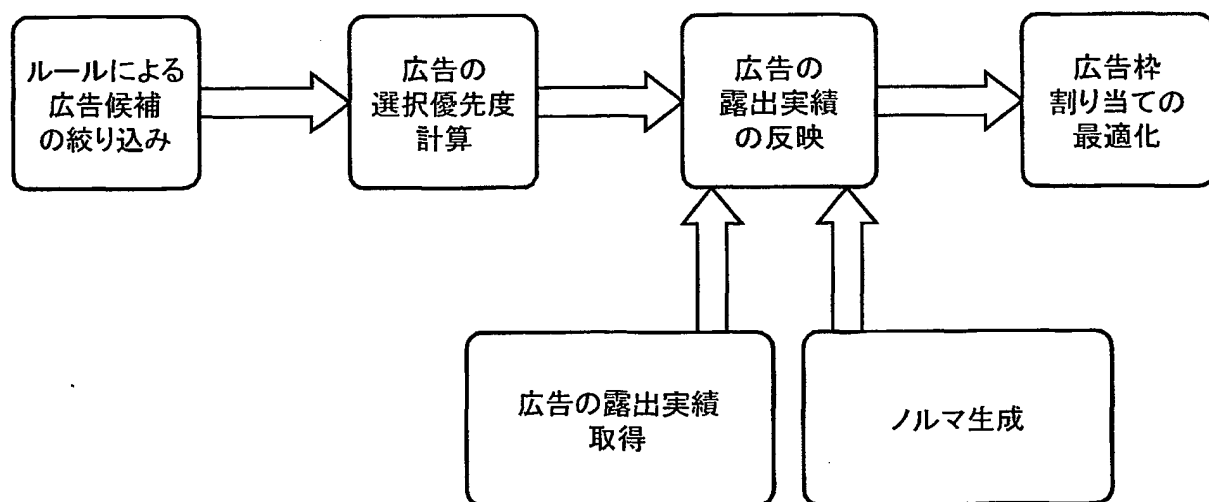 ルールによる
広告候補
の絞り込み
広告の
選択優先度
計算
広告の
露出実績
の反映
広告枠
割り当ての
最適化
広告の露出実績
取得
ノルマ生成